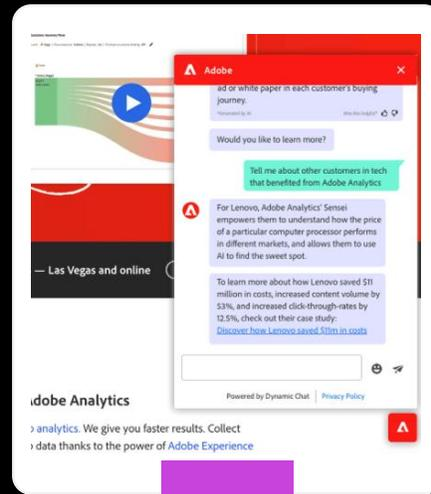 Adobe
ad or white paper in each customer's buying
journey.
Would you like to learn more?
Tell me about other customers in tech
that benefited from Adobe Analytics
For Lenovo, Adobe Analytics' Sensei
empowers them to understand how the price
of a particular computer processor performs
in different markets, and allows them to use
AI to find the sweet spot.
— Las Vegas and online
To learn more about how Lenovo saved $11
million in costs, increased content volume by
53%, and increased click-through-rates by
12.5%, check out their case study:
Discover how Lenovo saved $11m in costs
Powered by Dynamic Chat | Privacy Policy
Adobe Analytics
analytics. We give you faster results. Collect
data thanks to the power of Adobe Experience